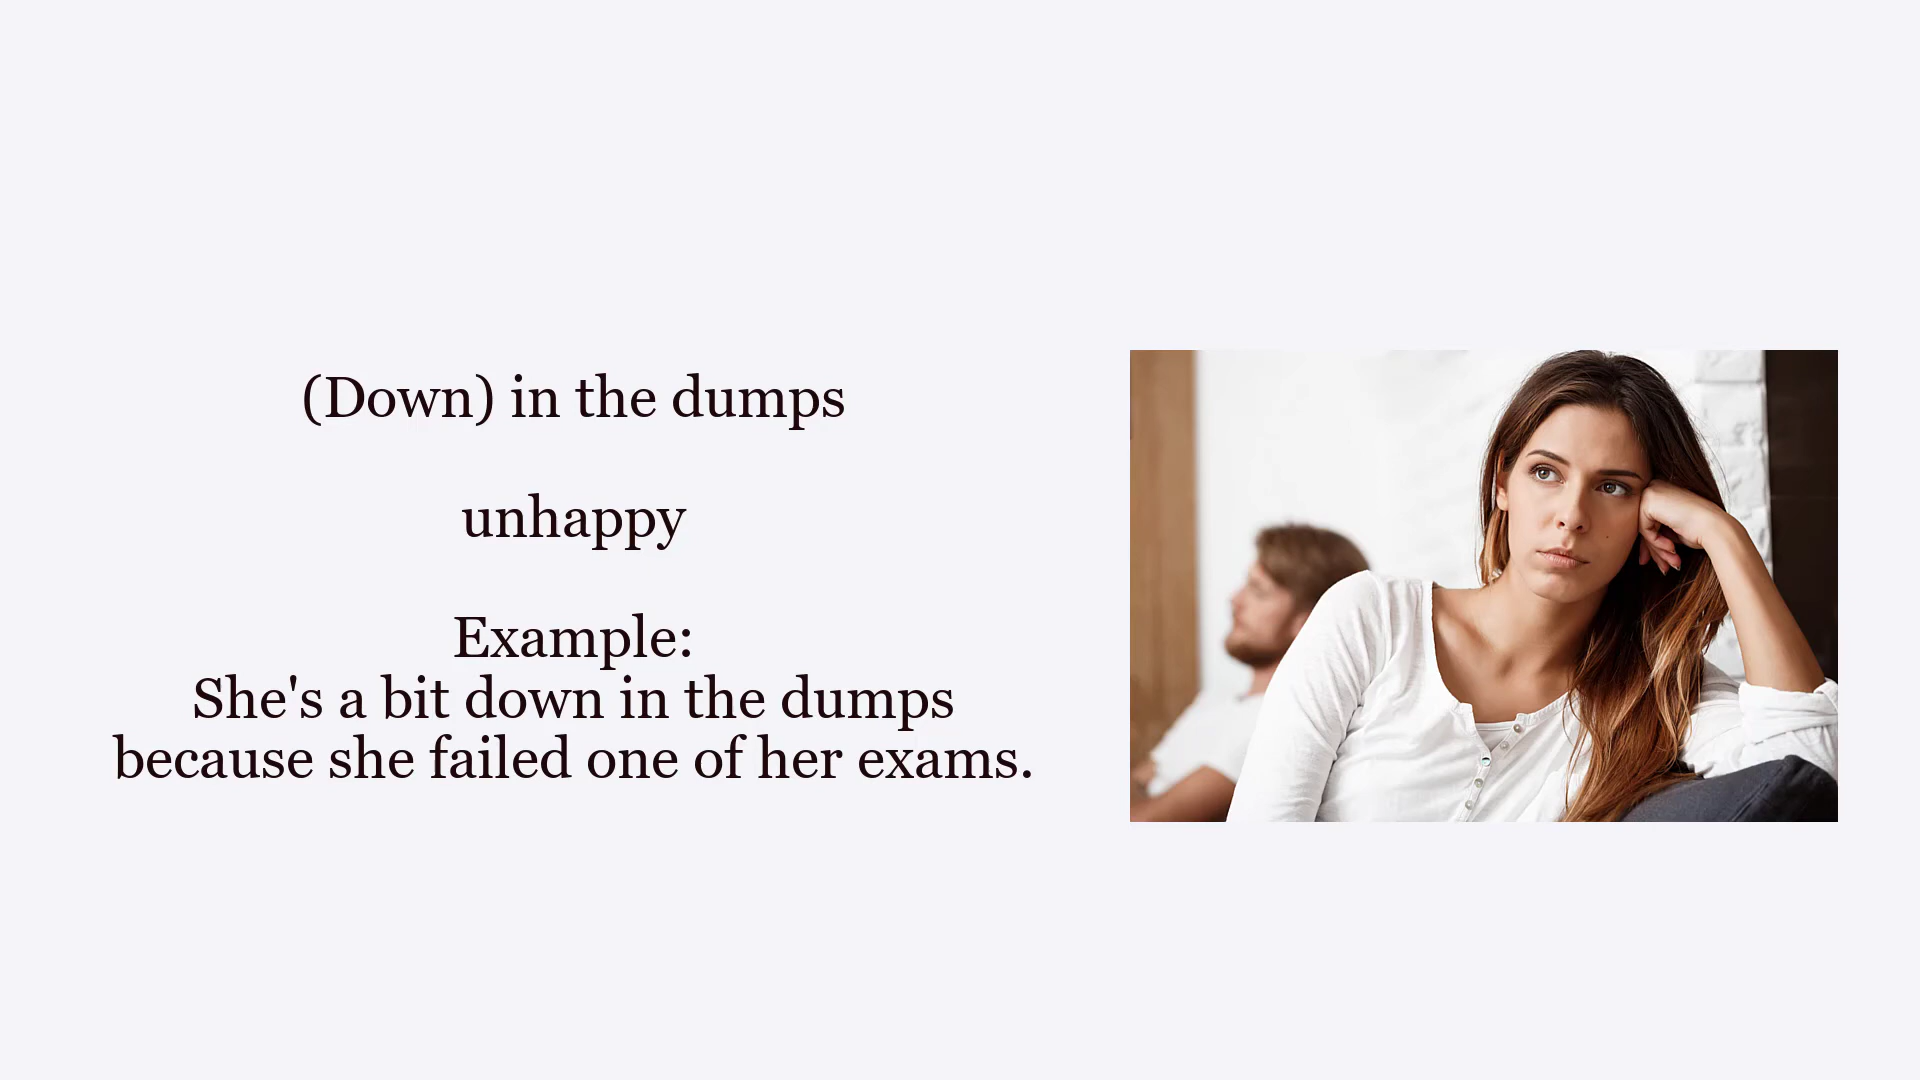 (Down) in the dumps
unhappy
Example:
She's a bit down in the dumps
because she failed one of her exams.